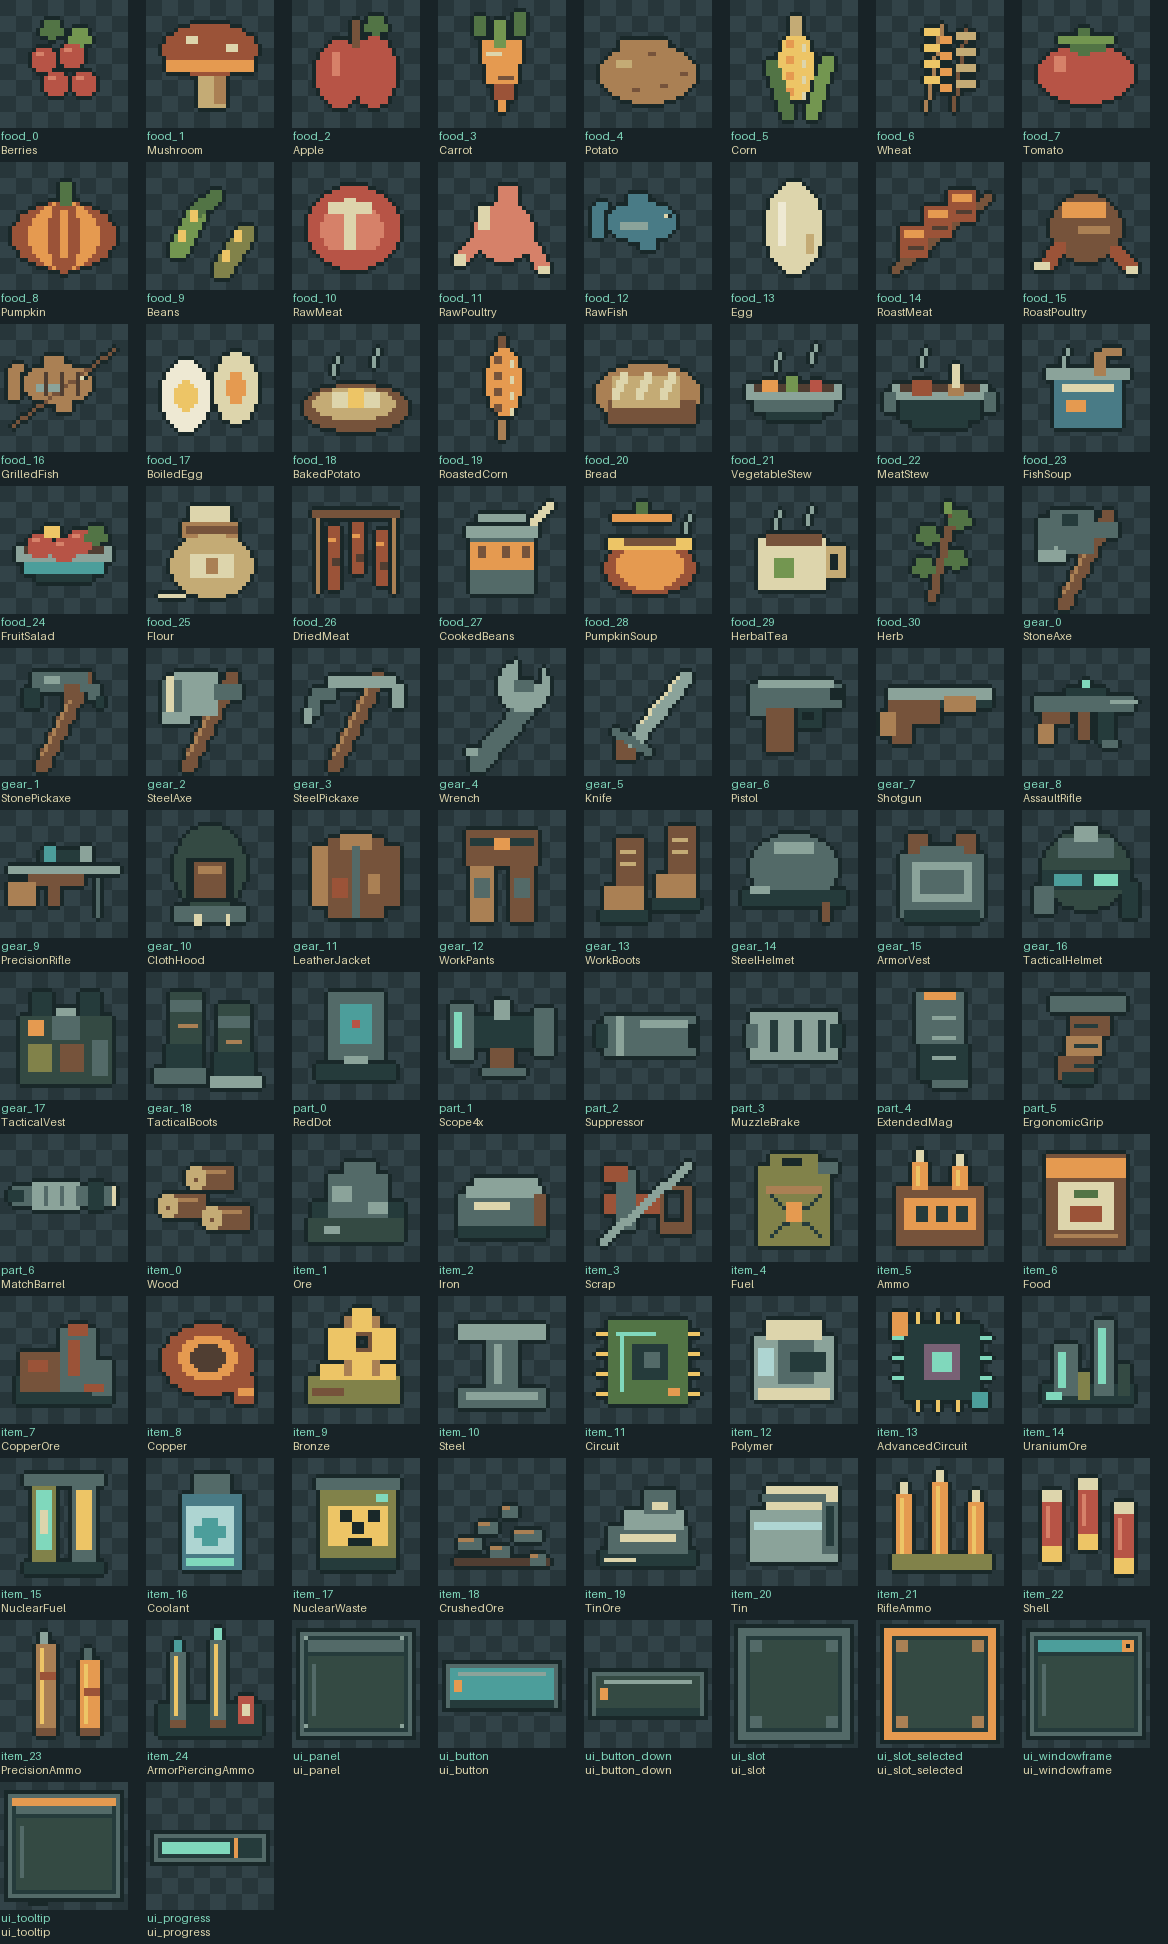 food_0 food_1 food_2 food_3 food_4 food_5 food_6 food_7
Berries Mushroom Apple Carrot Potato Corn Wheat Tomato
food_8 food_9 food_10 food_11 food_12 food_13 food_14 food_15
Pumpkin Beans RawMeat RawPoultry RawFish Egg RoastMeat RoastPoultry
food_16 food_17 food_18 food_19 food_20 food_21 food_22 food_23
GrilledFish BoiledEgg BakedPotato RoastedCorn Bread VegetableStew MeatStew FishSoup
food_24 food_25 food_26 food_27 food_28 food_29 food_30 gear_0
FruitSalad Flour DriedMeat CookedBeans PumpkinSoup HerbalTea Herb StoneAxe
gear_1 gear_2 gear_3 gear_4 gear_5 gear_6 gear_7 gear_8
StonePickaxe SteelAxe SteelPickaxe Wrench Knife Pistol Shotgun AssaultRifle
gear_9 gear_10 gear_11 gear_12 gear_13 gear_14 gear_15 gear_16
PrecisionRifle ClothHood LeatherJacket WorkPants WorkBoots SteelHelmet ArmorVest TacticalHelmet
gear_17 gear_18 part_0 part_1 part_2 part_3 part_4 part_5
TacticalVest TacticalBoots RedDot Scope4x Suppressor MuzzleBrake ExtendedMag ErgonomicGrip
part_6 item_0 item_1 item_2 item_3 item_4 item_5 item_6
MatchBarrel Wood Ore Iron Scrap Fuel Ammo Food
item_7 item_8 item_9 item_10 item_11 item_12 item_13 item_14
CopperOre Copper Bronze Steel Circuit Polymer AdvancedCircuit UraniumOre
item_15 item_16 item_17 item_18 item_19 item_20 item_21 item_22
NuclearFuel Coolant NuclearWaste CrushedOre TinOre Tin RifleAmmo Shell
item_23 item_24 ui_panel ui_button ui_button_down ui_slot ui_slot_selected ui_windowframe
PrecisionAmmo ArmorPiercingAmmo ui_panel ui_button ui_button_down ui_slot ui_slot_selected ui_windowframe
ui_tooltip ui_progress
ui_tooltip ui_progress